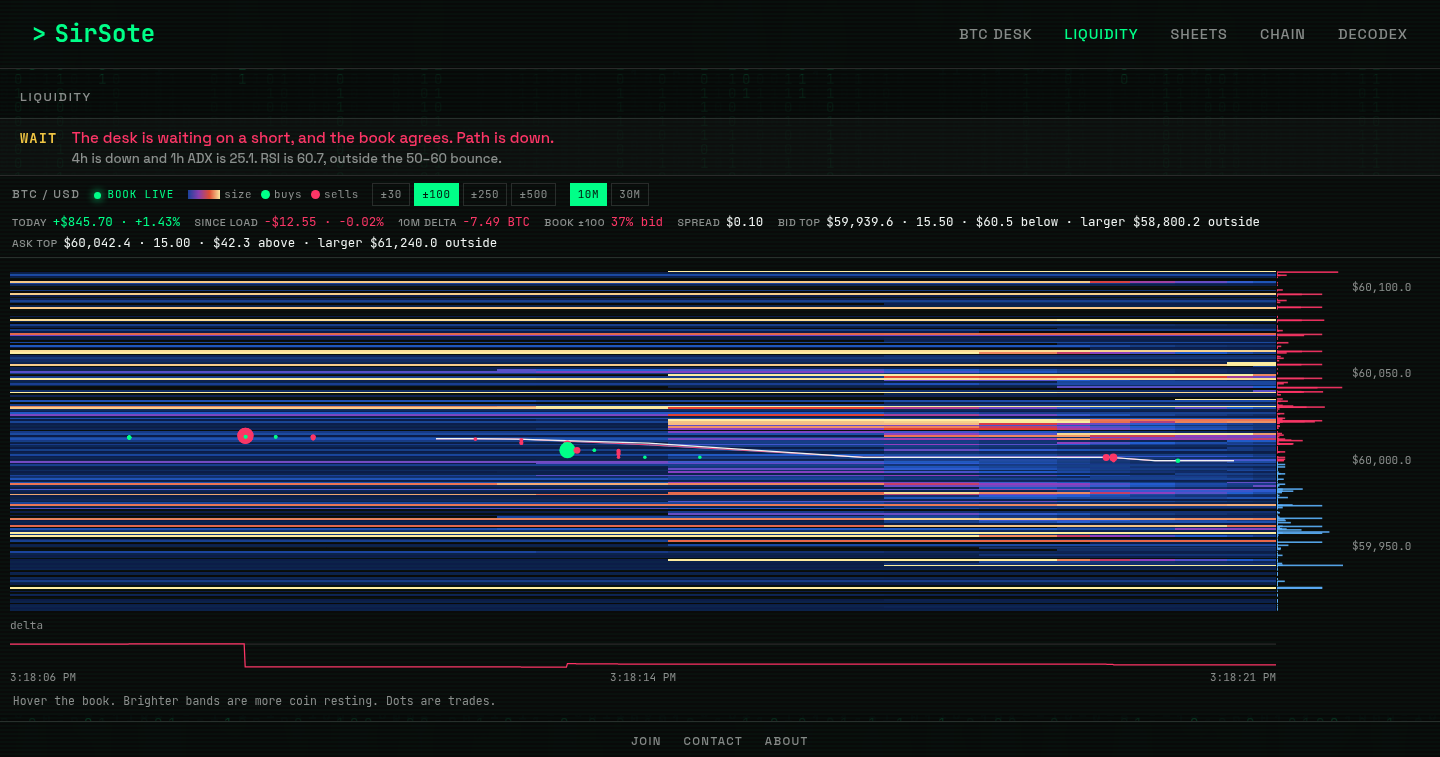 > SirSote
BTC DESK LIQUIDITY SHEETS CHAIN DECODEX
LIQUIDITY
WAIT The desk is waiting on a short, and the book agrees. Path is down.
4h is down and 1h ADX is 25.1. RSI is 60.7, outside the 50–60 bounce.
BTC / USD BOOK LIVE size buys sells ±30 ±100 ±250 ±500 10M 30M
TODAY +$845.70 · +1.43% SINCE LOAD -$12.55 · -0.02% 10M DELTA -7.49 BTC BOOK ±100 37% bid SPREAD $0.10 BID TOP $59,939.6 · 15.50 · $60.5 below · larger $58,800.2 outside
ASK TOP $60,042.4 · 15.00 · $42.3 above · larger $61,240.0 outside
$60,100.0
$60,050.0
$60,000.0
$59,950.0
delta
3:18:06 PM 3:18:14 PM 3:18:21 PM
Hover the book. Brighter bands are more coin resting. Dots are trades.
JOIN CONTACT ABOUT